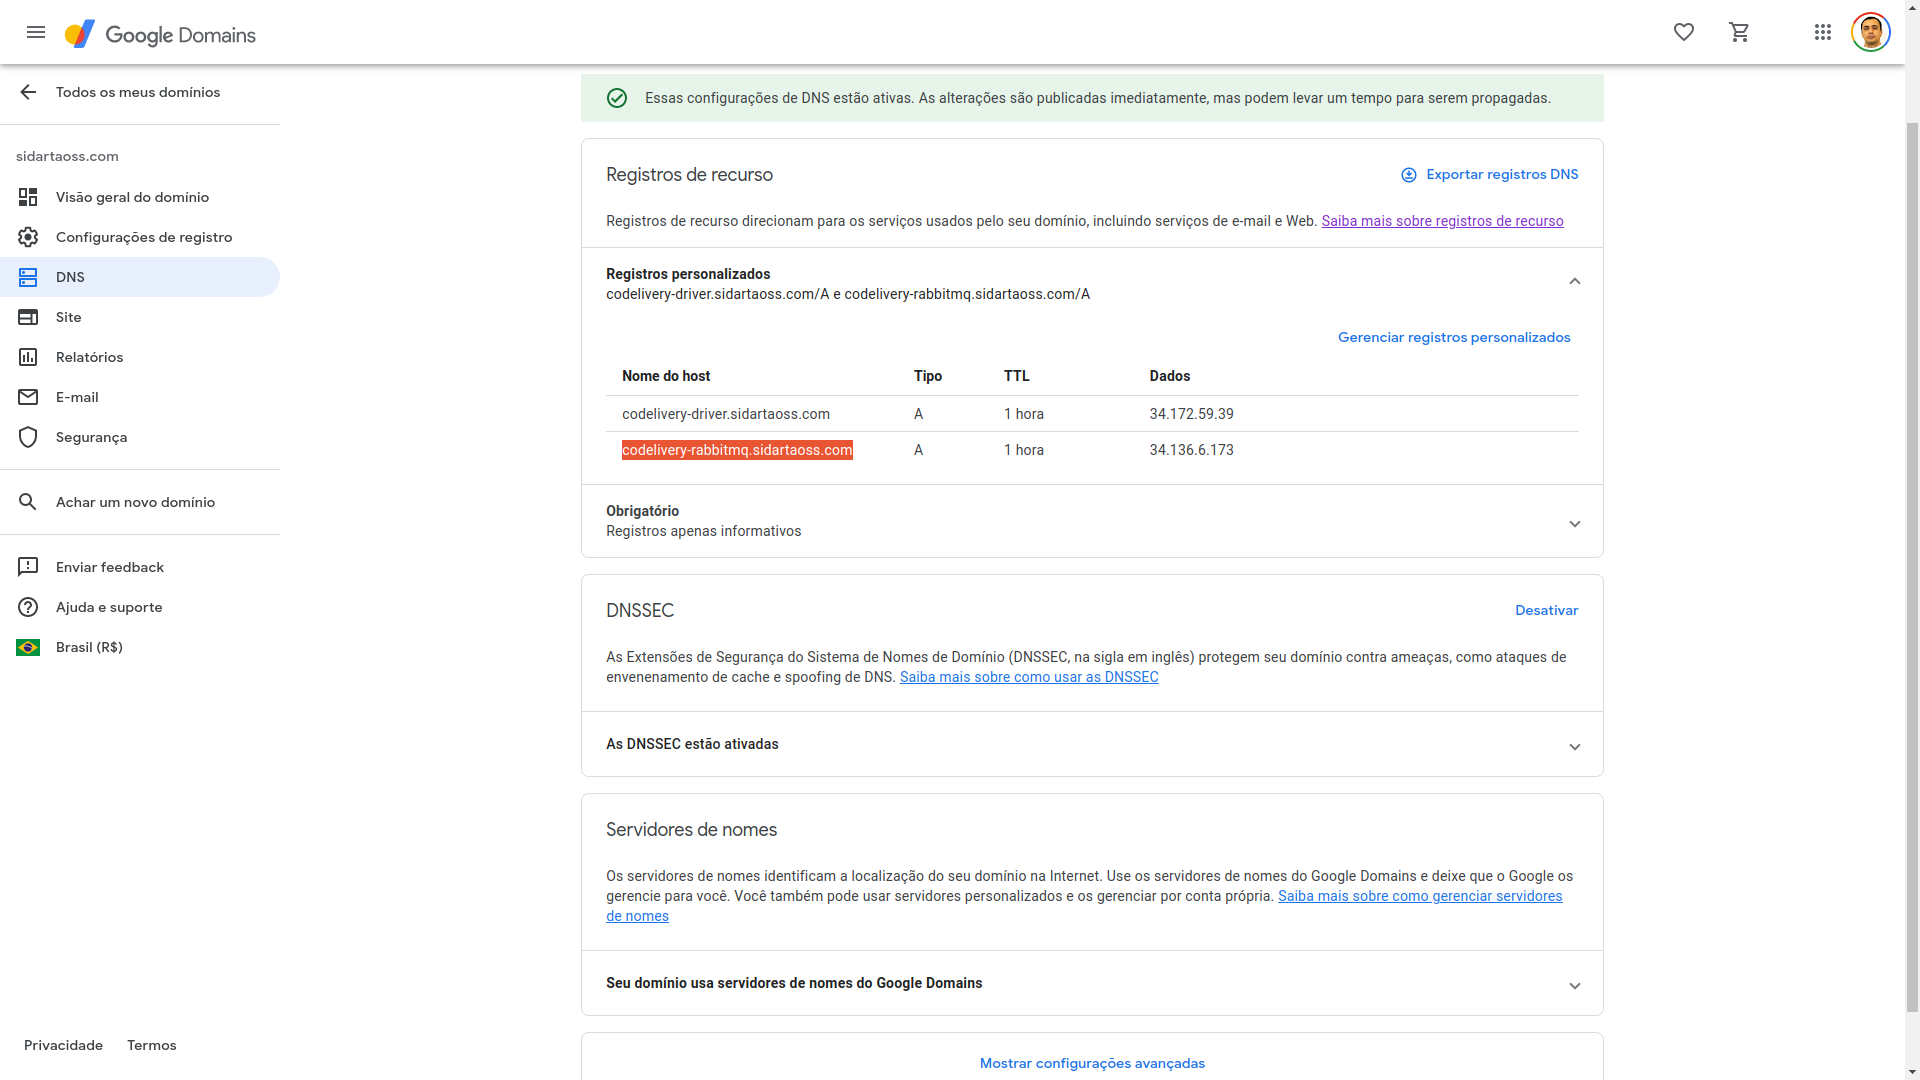 Google Domains
Todos os meus domínios
sidartaoss.com
Visão geral do domínio
Configurações de registro
DNS
Site
Relatórios
E-mail
Segurança
Achar um novo domínio
Enviar feedback
Ajuda e suporte
Brasil (R$)
Privacidade Termos
Essas configurações de DNS estão ativas. As alterações são publicadas imediatamente, mas podem levar um tempo para serem propagadas.
Registros de recurso Exportar registros DNS
Registros de recurso direcionam para os serviços usados pelo seu domínio, incluindo serviços de e-mail e Web. Saiba mais sobre registros de recurso
Registros personalizados
codelivery-driver.sidartaoss.com/A e codelivery-rabbitmq.sidartaoss.com/A
Gerenciar registros personalizados
Nome do host Tipo TTL Dados
codelivery-driver.sidartaoss.com A 1 hora 34.172.59.39
codelivery-rabbitmq.sidartaoss.com A 1 hora 34.136.6.173
Obrigatório
Registros apenas informativos
DNSSEC Desativar
As Extensões de Segurança do Sistema de Nomes de Domínio (DNSSEC, na sigla em inglês) protegem seu domínio contra ameaças, como ataques de
envenenamento de cache e spoofing de DNS. Saiba mais sobre como usar as DNSSEC
As DNSSEC estão ativadas
Servidores de nomes
Os servidores de nomes identificam a localização do seu domínio na Internet. Use os servidores de nomes do Google Domains e deixe que o Google os
gerencie para você. Você também pode usar servidores personalizados e os gerenciar por conta própria. Saiba mais sobre como gerenciar servidores
de nomes
Seu domínio usa servidores de nomes do Google Domains
Mostrar configurações avançadas